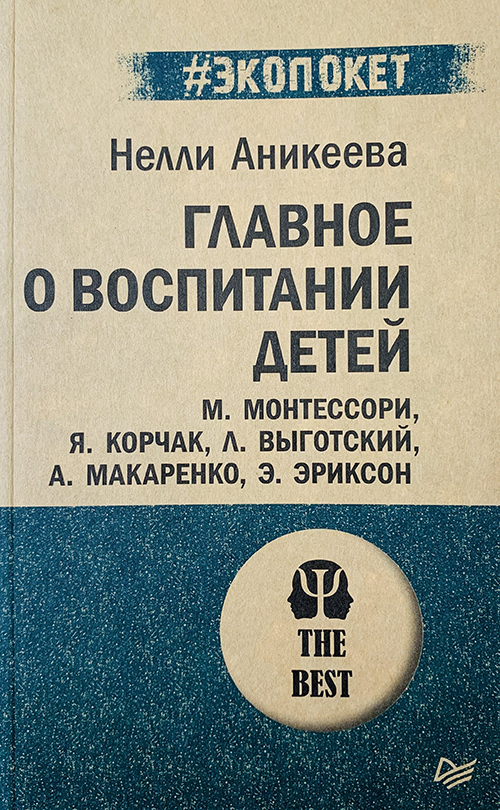 #ЭКОПОКЕТ
Нелли Аникеева
ГЛАВНОЕ
О ВОСПИТАНИИ
ДЕТЕЙ
М. МОНТЕССОРИ,
Я. КОРЧАК, Л. ВЫГОТСКИЙ,
А. МАКАРЕНКО, Э. ЭРИКСОН
Ψ
THE
BEST